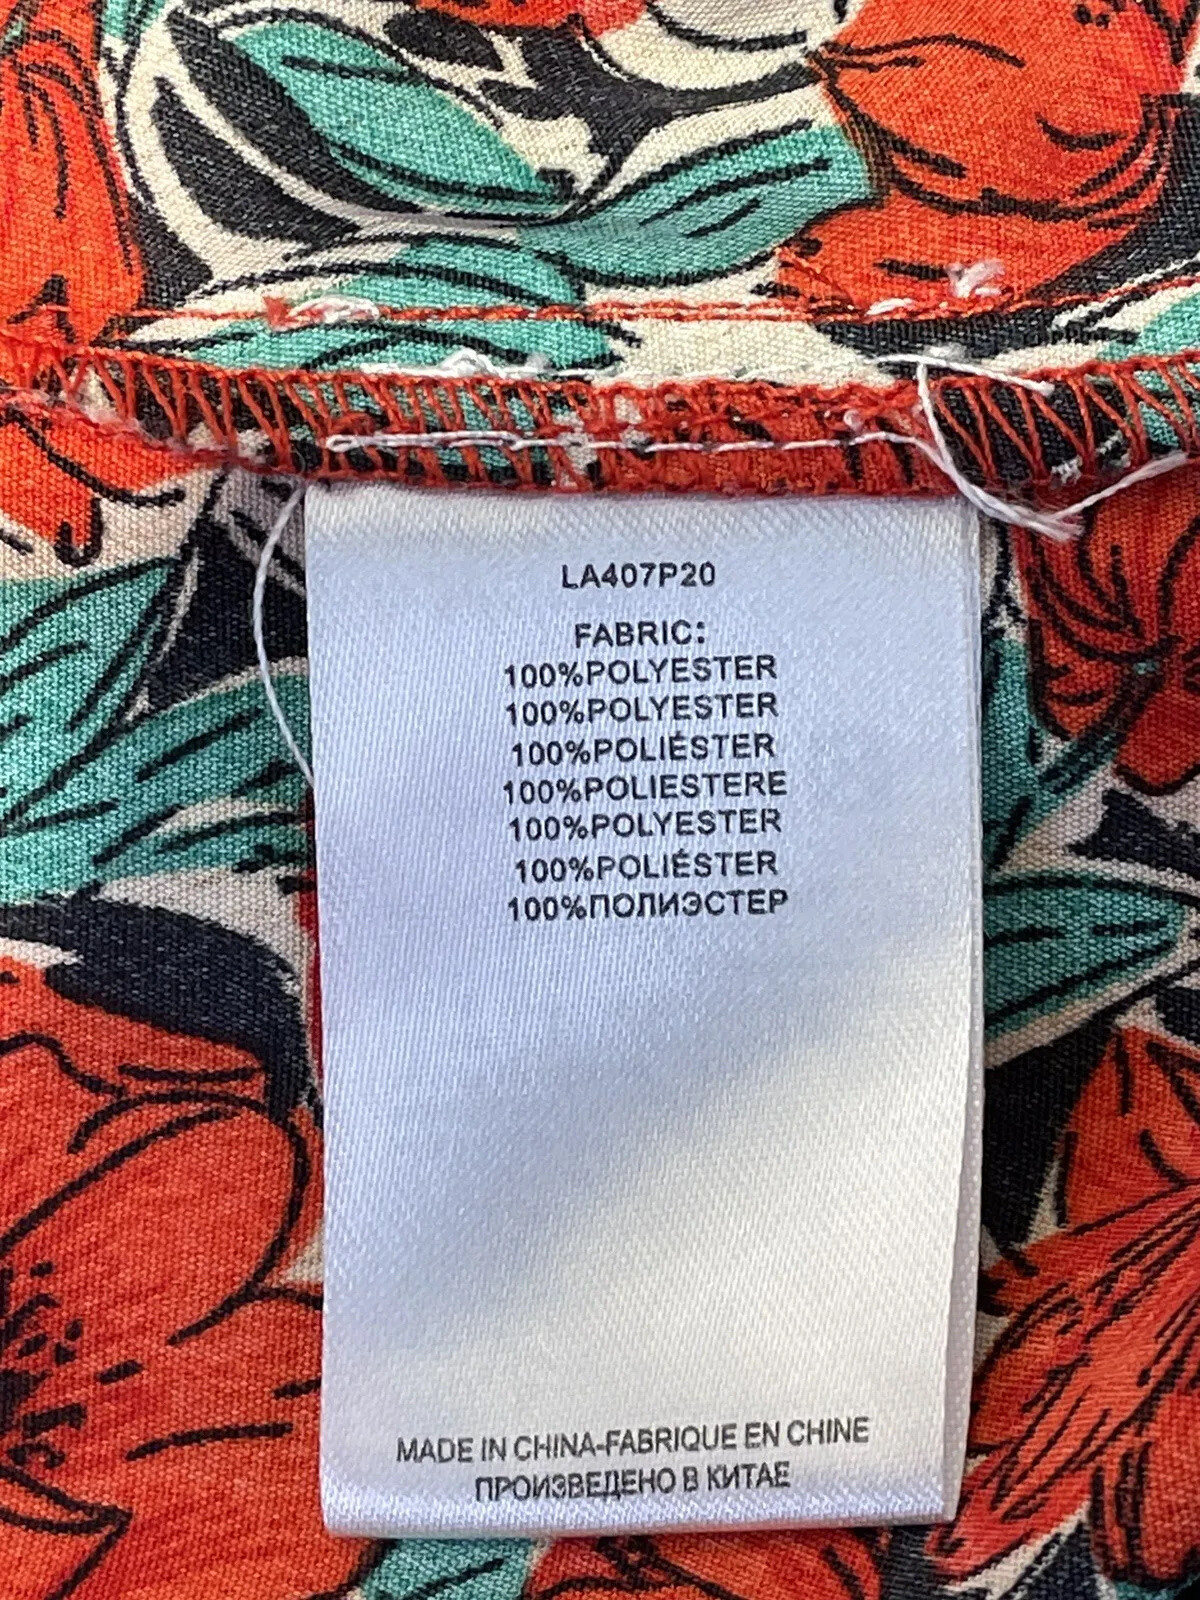 LA407P20
FABRIC:
100%POLYESTER
100%POLYESTER
100%POLIÉSTER
100%POLIESTERE
100%POLYESTER
100%POLIÉSTER
100%ПОЛИЭСТЕР
MADE IN CHINA-FABRIQUE EN CHINE
ПРОИЗВЕДЕНО В КИТАЕ